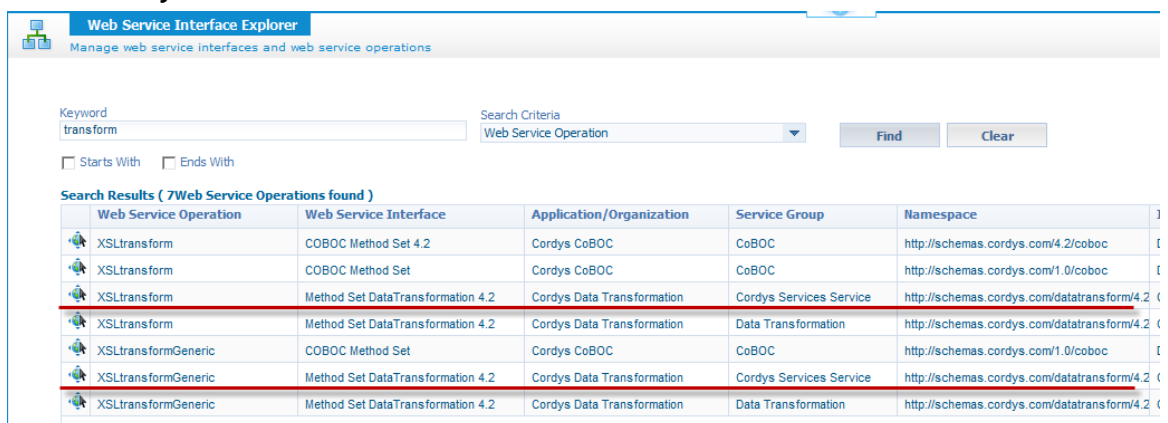 Web Service Interface Explorer
Manage web service interfaces and web service operations
Keyword
Search Criteria
transform
Web Service Operation
Find Clear
Starts With Ends With
Search Results ( 7Web Service Operations found )
Web Service Operation Web Service Interface Application/Organization Service Group Namespace
XSLtransform COBOC Method Set 4.2 Cordys CoBOC CoBOC http://schemas.cordys.com/4.2/coboc
XSLtransform COBOC Method Set Cordys CoBOC CoBOC http://schemas.cordys.com/1.0/coboc
XSLtransform Method Set DataTransformation 4.2 Cordys Data Transformation Cordys Services Service http://schemas.cordys.com/datatransform/4.2
XSLtransform Method Set DataTransformation 4.2 Cordys Data Transformation Data Transformation http://schemas.cordys.com/datatransform/4.2
XSLtransformGeneric COBOC Method Set Cordys CoBOC CoBOC http://schemas.cordys.com/1.0/coboc
XSLtransformGeneric Method Set DataTransformation 4.2 Cordys Data Transformation Cordys Services Service http://schemas.cordys.com/datatransform/4.2
XSLtransformGeneric Method Set DataTransformation 4.2 Cordys Data Transformation Data Transformation http://schemas.cordys.com/datatransform/4.2